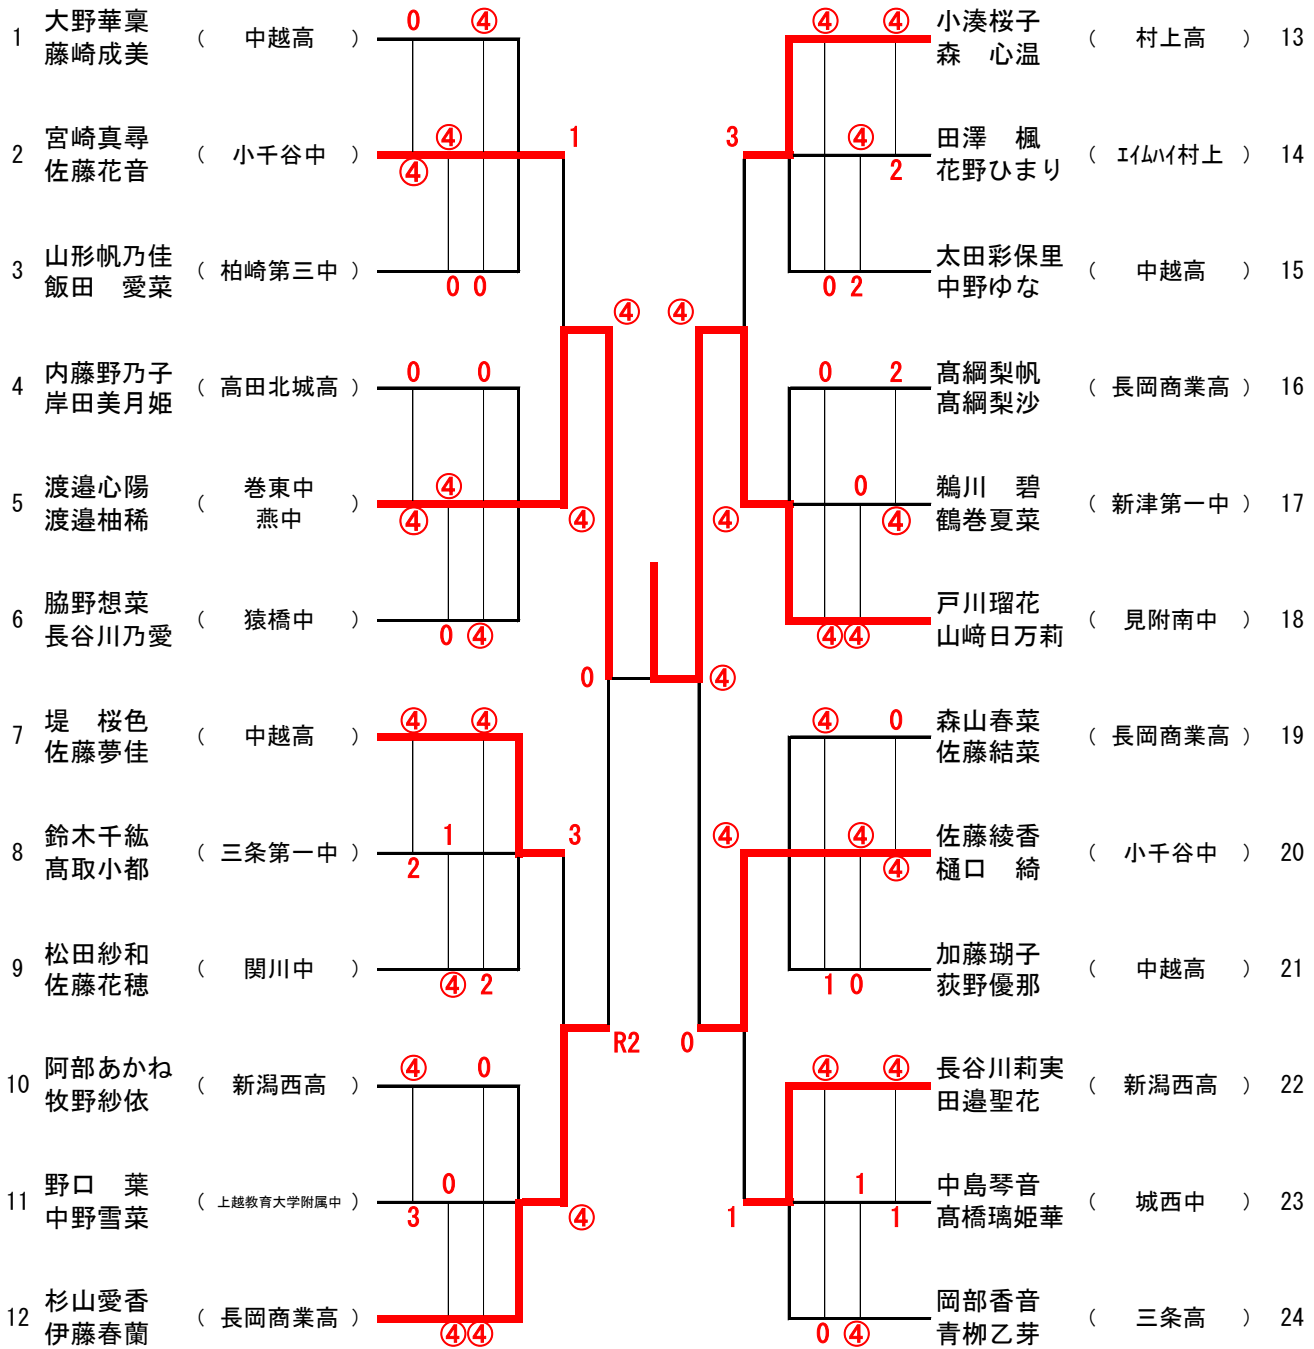 1 大野華稟 藤崎成美 （ 中越高 ） 0 ④
2 宮崎真尋 佐藤花音 （ 小千谷中 ） ④ ④ 1
3 山形帆乃佳 飯田　愛菜 （ 柏崎第三中 ） 0 0
④
4 内藤野乃子 岸田美月姫 （ 高田北城高 ） 0 0
5 渡邉心陽 渡邉柚稀 （ 巻東中 燕中 ） ④ ④ ④
6 脇野想菜 長谷川乃愛 （ 猿橋中 ） 0 ④
0
7 堤　桜色 佐藤夢佳 （ 中越高 ） ④ ④
8 鈴木千紘 髙取小都 （ 三条第一中 ） 2 1 3
9 松田紗和 佐藤花穂 （ 関川中 ） ④ 2
R2
10 阿部あかね 牧野紗依 （ 新潟西高 ） ④ 0
11 野口　葉 中野雪菜 （ 上越教育大学附属中 ） 3 0 ④
12 杉山愛香 伊藤春蘭 （ 長岡商業高 ） ④ ④
④ ④ 小湊桜子 森　心温 （ 村上高 ） 13
3 ④ 2 田澤　楓 花野ひまり （ エイムハイ村上 ） 14
0 2 太田彩保里 中野ゆな （ 中越高 ） 15
④
0 2 髙綱梨帆 髙綱梨沙 （ 長岡商業高 ） 16
④ 0 ④ 鵜川　碧 鶴巻夏菜 （ 新津第一中 ） 17
④ ④ 戸川瑠花 山﨑日万莉 （ 見附南中 ） 18
④
④ 0 森山春菜 佐藤結菜 （ 長岡商業高 ） 19
④ ④ ④ 佐藤綾香 樋口　綺 （ 小千谷中 ） 20
1 0 加藤瑚子 荻野優那 （ 中越高 ） 21
0
④ ④ 長谷川莉実 田邉聖花 （ 新潟西高 ） 22
1 1 1 中島琴音 髙橋璃姫華 （ 城西中 ） 23
0 ④ 岡部香音 青栁乙芽 （ 三条高 ） 24